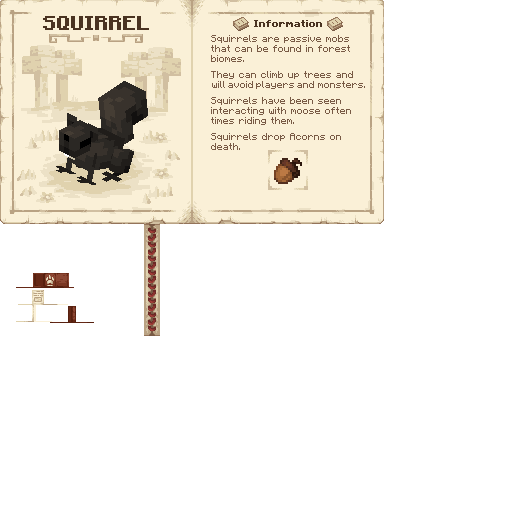 SQUIRREL
Information
Squirrels are passive mobs
that can be found in forest
biomes.
They can climb up trees and
will avoid players and monsters.
Squirrels have been seen
interacting with moose often
times riding them.
Squirrels drop Acorns on
death.